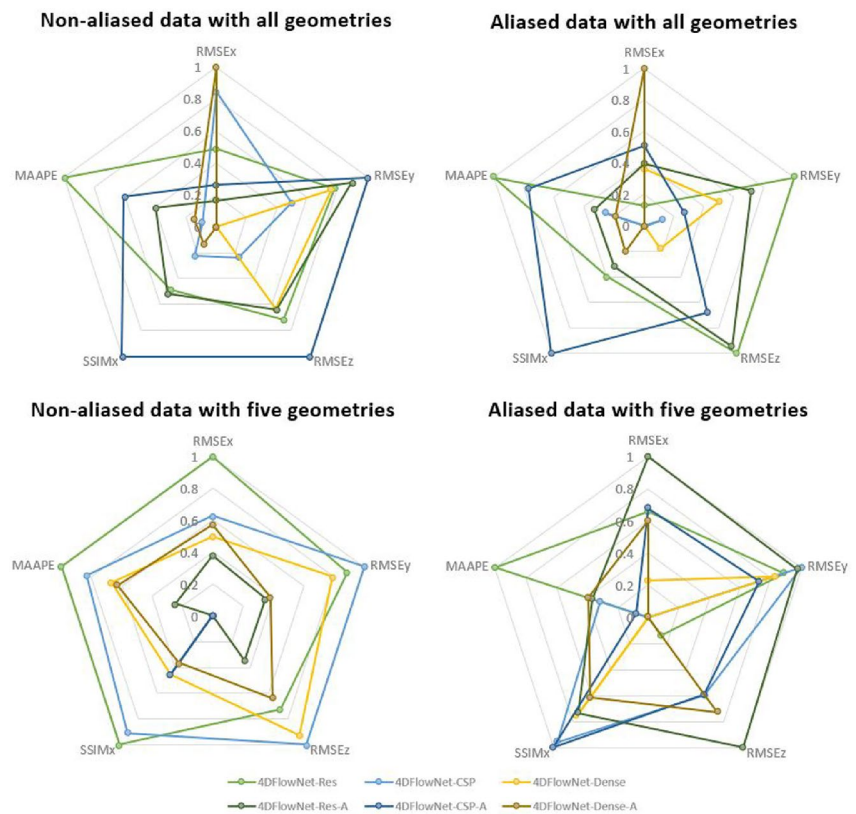 Non-aliased data with all geometries
RMSEx
1
0.8
0.6
0.4
0.2
0
MAAPE
RMSEy
SSIMx
RMSEz
Aliased data with all geometries
RMSEx
1
0.8
0.6
0.4
0.2
0
MAAPE
RMSEy
SSIMx
RMSEz
Non-aliased data with five geometries
RMSEx
1
0.8
0.6
0.4
0.2
0
MAAPE
RMSEy
SSIMx
RMSEz
Aliased data with five geometries
RMSEx
1
0.8
0.6
0.4
0.2
0
MAAPE
RMSEy
SSIMx
RMSEz
4DFlowNet-Res 4DFlowNet-CSP 4DFlowNet-Dense
4DFlowNet-Res-A 4DFlowNet-CSP-A 4DFlowNet-Dense-A